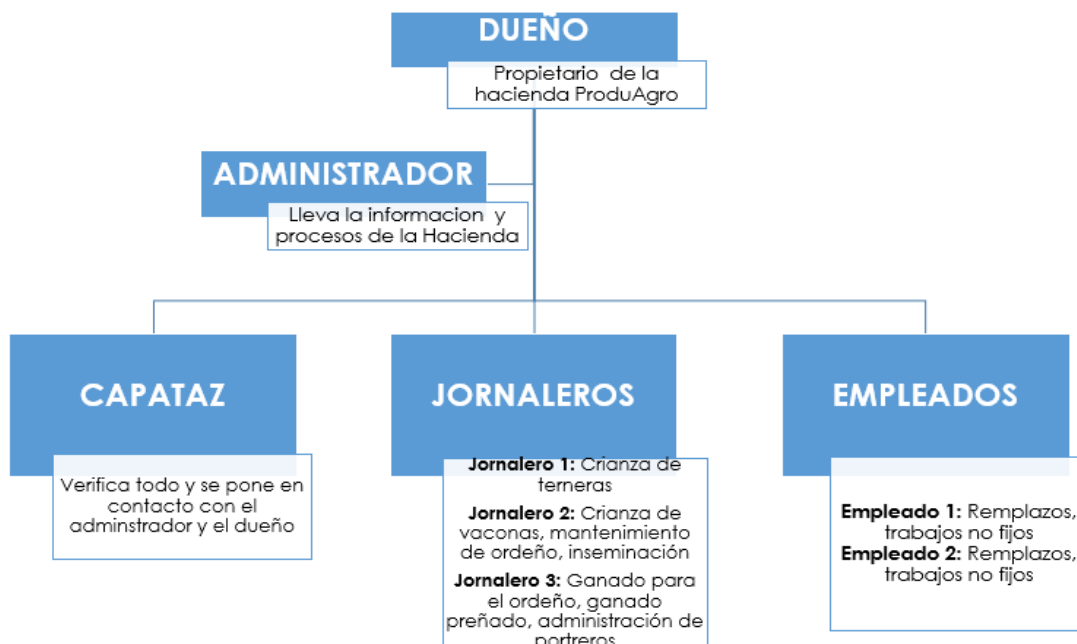 DUEÑO
Propietario de la
hacienda ProduAgro
ADMINISTRADOR
Lleva la informacion y
procesos de la Hacienda
CAPATAZ
Verifica todo y se pone en
contacto con el
adminstrador y el dueño
JORNALEROS
Jornalero 1: Crianza de
terneras
Jornalero 2: Crianza de
vaconas, mantenimiento
de ordeño, inseminación
Jornalero 3: Ganado para
el ordeño, ganado
preñado, administración de
portreros
EMPLEADOS
Empleado 1: Remplazos,
trabajos no fijos
Empleado 2: Remplazos,
trabajos no fijos